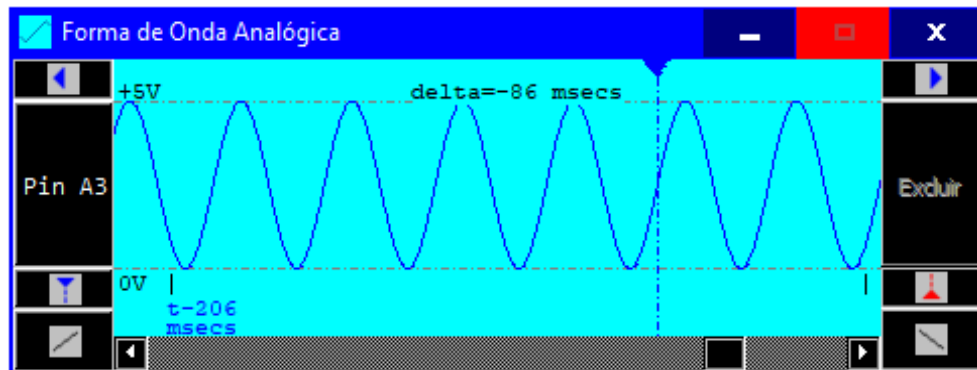 Forma de Onda Analógica
+5V
delta=-86 msecs
Pin A3
Excluir
0V
t-206
msecs